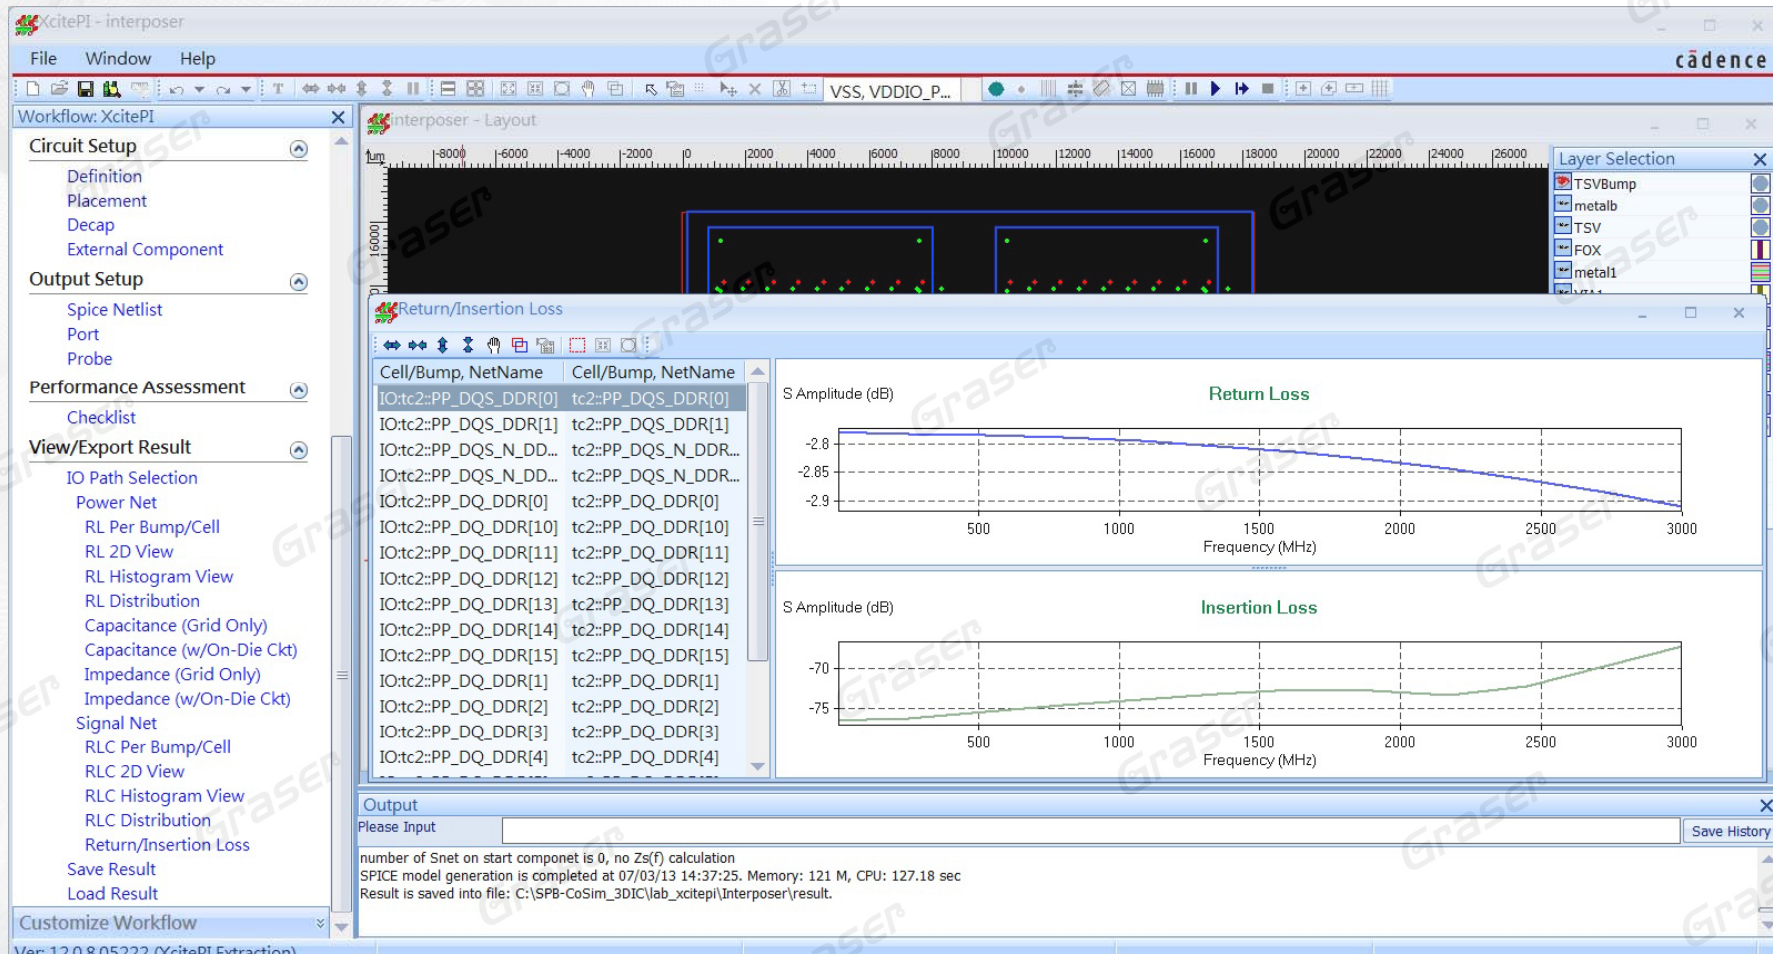 XcitePI - interposer
File Window Help
cādence
VSS, VDDIO_P...
Workflow: XcitePI
Circuit Setup
Definition
Placement
Decap
External Component
Output Setup
Spice Netlist
Port
Probe
Performance Assessment
Checklist
View/Export Result
IO Path Selection
Power Net
RL Per Bump/Cell
RL 2D View
RL Histogram View
RL Distribution
Capacitance (Grid Only)
Capacitance (w/On-Die Ckt)
Impedance (Grid Only)
Impedance (w/On-Die Ckt)
Signal Net
RLC Per Bump/Cell
RLC 2D View
RLC Histogram View
RLC Distribution
Return/Insertion Loss
Save Result
Load Result
Customize Workflow
Ver: 12.0.8.05222 (XcitePI Extraction)
interposer - Layout
1um -8000 -6000 -4000 -2000 0 2000 4000 6000 8000 10000 12000 14000 16000 18000 20000 22000 24000 26000
16000
Layer Selection
TSVBump
metalb
TSV
FOX
metal1
VIA1
Return/Insertion Loss
Cell/Bump, NetName Cell/Bump, NetName
IO:tc2::PP_DQS_DDR[0] tc2::PP_DQS_DDR[0]
IO:tc2::PP_DQS_DDR[1] tc2::PP_DQS_DDR[1]
IO:tc2::PP_DQS_N_DD... tc2::PP_DQS_N_DDR...
IO:tc2::PP_DQS_N_DD... tc2::PP_DQS_N_DDR...
IO:tc2::PP_DQ_DDR[0] tc2::PP_DQ_DDR[0]
IO:tc2::PP_DQ_DDR[10] tc2::PP_DQ_DDR[10]
IO:tc2::PP_DQ_DDR[11] tc2::PP_DQ_DDR[11]
IO:tc2::PP_DQ_DDR[12] tc2::PP_DQ_DDR[12]
IO:tc2::PP_DQ_DDR[13] tc2::PP_DQ_DDR[13]
IO:tc2::PP_DQ_DDR[14] tc2::PP_DQ_DDR[14]
IO:tc2::PP_DQ_DDR[15] tc2::PP_DQ_DDR[15]
IO:tc2::PP_DQ_DDR[1] tc2::PP_DQ_DDR[1]
IO:tc2::PP_DQ_DDR[2] tc2::PP_DQ_DDR[2]
IO:tc2::PP_DQ_DDR[3] tc2::PP_DQ_DDR[3]
IO:tc2::PP_DQ_DDR[4] tc2::PP_DQ_DDR[4]
S Amplitude (dB)
Return Loss
-2.8
-2.85
-2.9
500 1000 1500 2000 2500 3000
Frequency (MHz)
S Amplitude (dB)
Insertion Loss
-70
-75
500 1000 1500 2000 2500 3000
Frequency (MHz)
Output
Please Input
Save History
number of Snet on start componet is 0, no Zs(f) calculation
SPICE model generation is completed at 07/03/13 14:37:25. Memory: 121 M, CPU: 127.18 sec
Result is saved into file: C:\SPB-CoSim_3DIC\lab_xcitepi\Interposer\result.
Graser